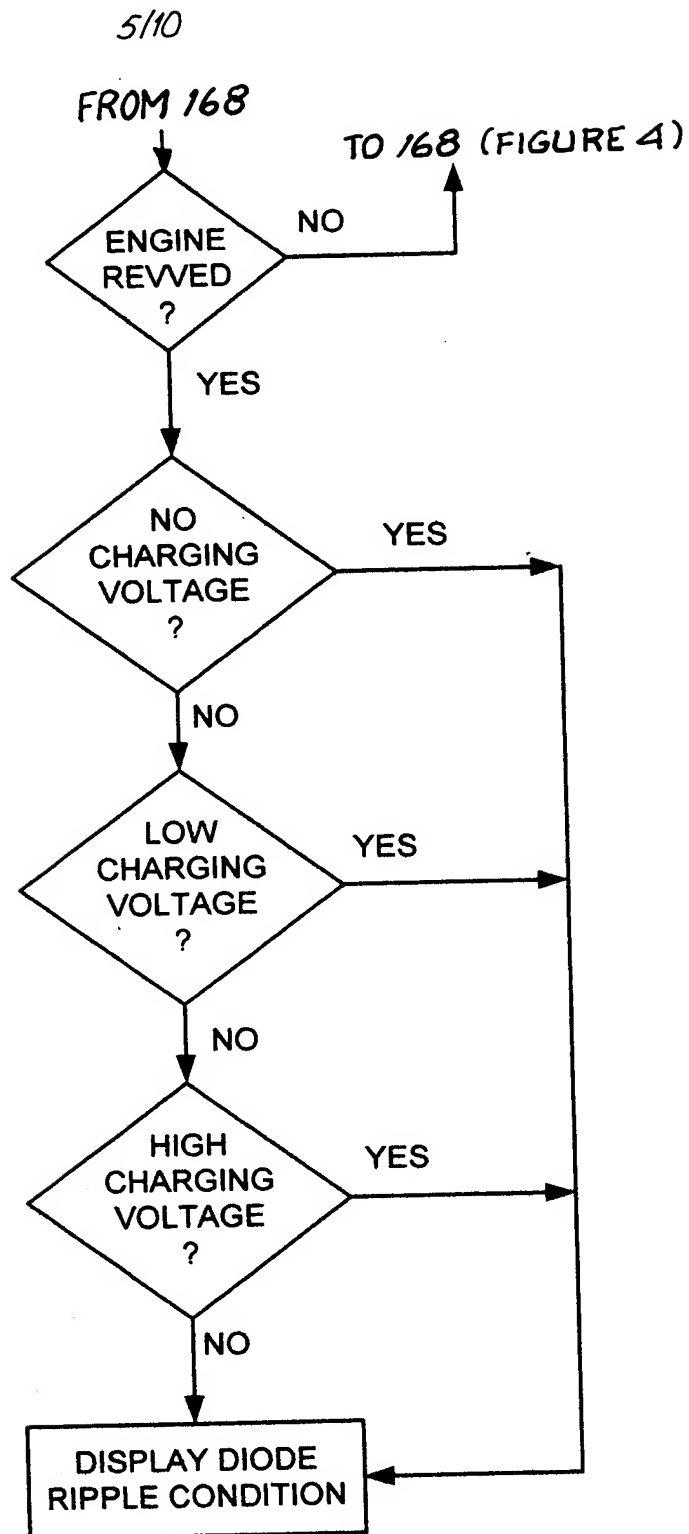 5/10
FROM 168
TO 168 (FIGURE 4)
ENGINE
REVVED
?
NO
YES
NO
CHARGING
VOLTAGE
?
YES
NO
LOW
CHARGING
VOLTAGE
?
YES
NO
HIGH
CHARGING
VOLTAGE
?
YES
NO
DISPLAY DIODE
RIPPLE CONDITION